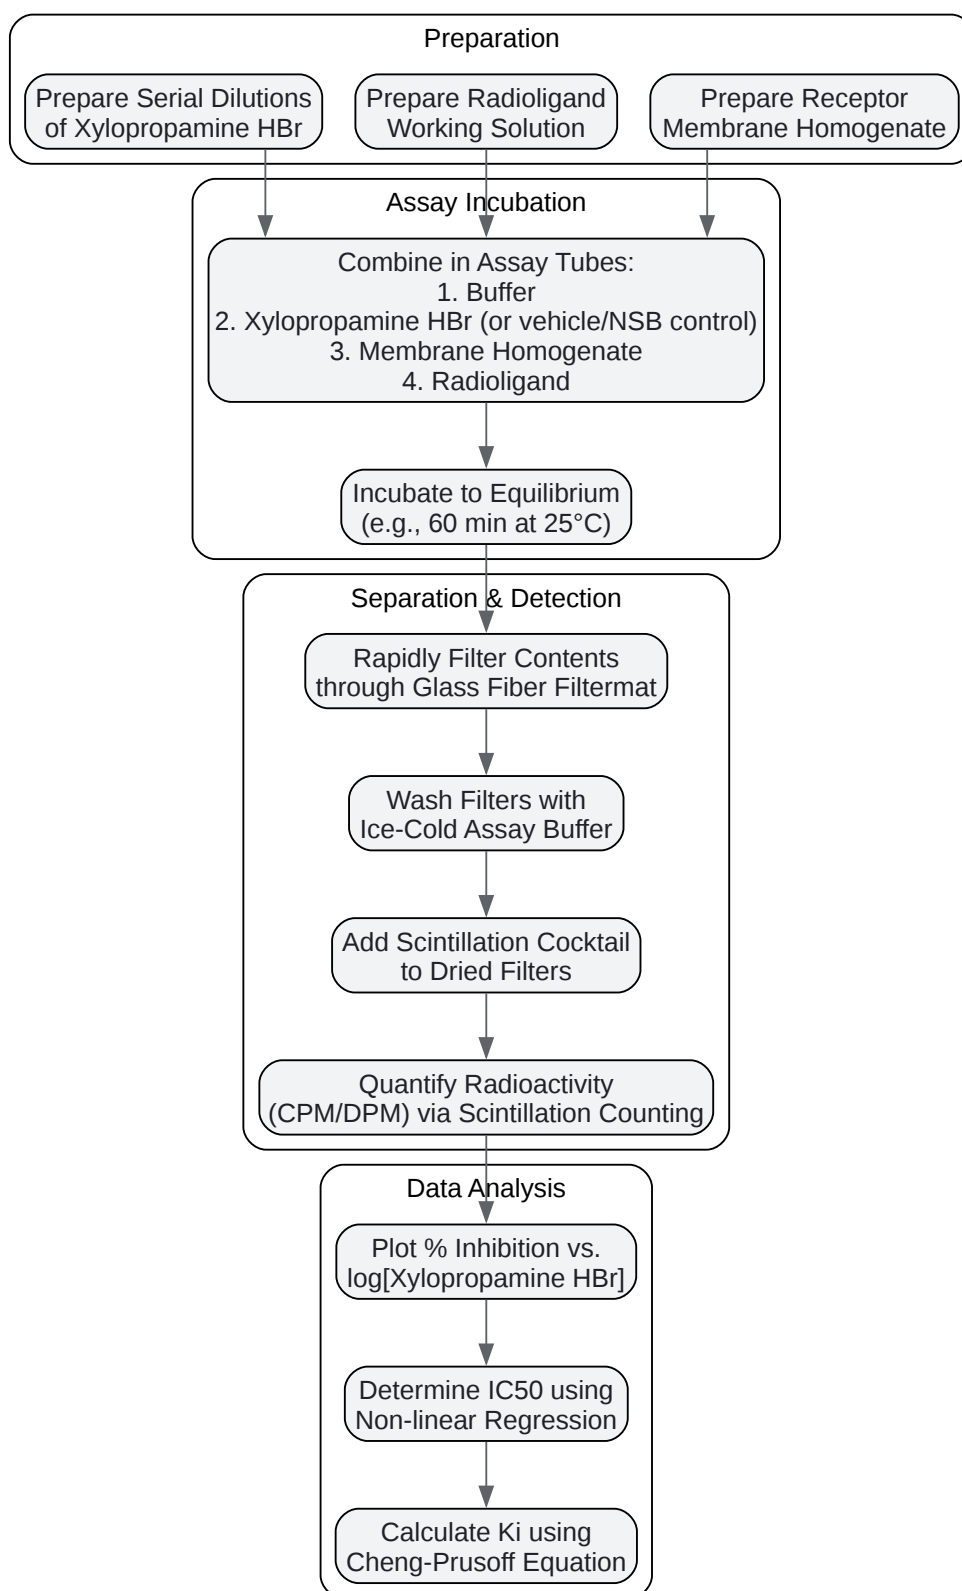 Preparation
Prepare Serial Dilutions
of Xylopropamine HBr
Prepare Radioligand
Working Solution
Prepare Receptor
Membrane Homogenate
Assay Incubation
Combine in Assay Tubes:
1. Buffer
2. Xylopropamine HBr (or vehicle/NSB control)
3. Membrane Homogenate
4. Radioligand
Incubate to Equilibrium
(e.g., 60 min at 25°C)
Separation & Detection
Rapidly Filter Contents
through Glass Fiber Filtermat
Wash Filters with
Ice-Cold Assay Buffer
Add Scintillation Cocktail
to Dried Filters
Quantify Radioactivity
(CPM/DPM) via Scintillation Counting
Data Analysis
Plot % Inhibition vs.
log[Xylopropamine HBr]
Determine IC50 using
Non-linear Regression
Calculate Ki using
Cheng-Prusoff Equation